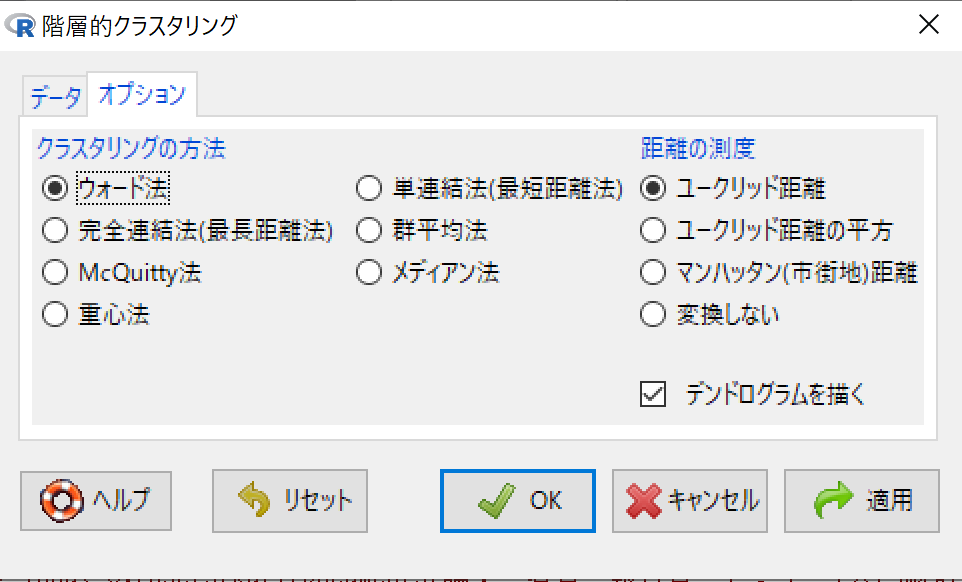 階層的クラスタリング
データ
オプション
クラスタリングの方法
ウォード法
単連結法(最短距離法)
完全連結法(最長距離法)
群平均法
McQuitty法
メディアン法
重心法
距離の測度
ユークリッド距離
ユークリッド距離の平方
マンハッタン(市街地)距離
変換しない
デンドログラムを描く
ヘルプ
リセット
OK
キャンセル
適用